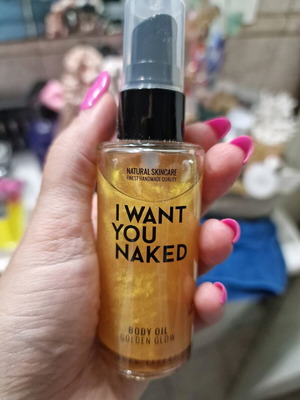 NATURAL SKINCARE
FINEST HANDMADE QUALITY
I WANT
YOU
NAKED
BODY OIL
GOLDEN GLOW